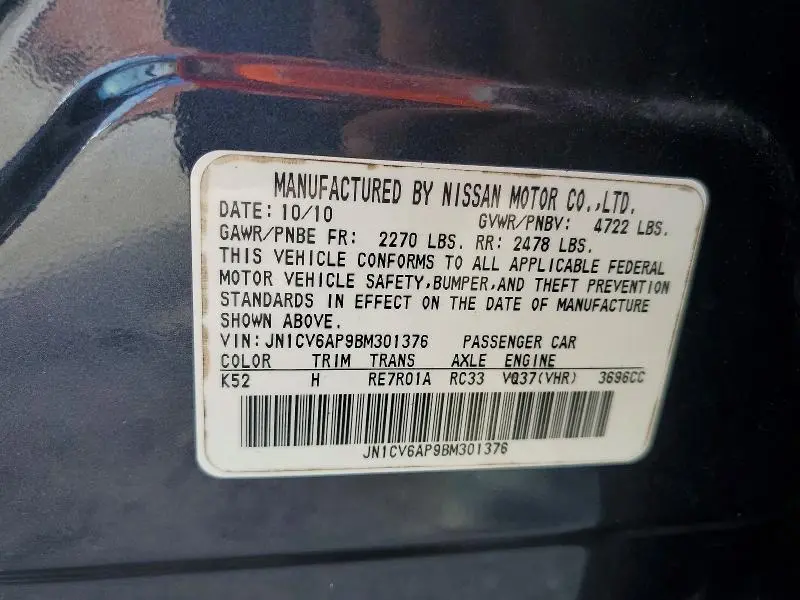 MANUFACTURED BY NISSAN MOTOR CO.,LTD.
DATE: 10/10 GVWR/PNBV: 4722 LBS.
GAWR/PNBE FR: 2270 LBS. RR: 2478 LBS.
THIS VEHICLE CONFORMS TO ALL APPLICABLE FEDERAL
MOTOR VEHICLE SAFETY,BUMPER,AND THEFT PREVENTION
STANDARDS IN EFFECT ON THE DATE OF MANUFACTURE
SHOWN ABOVE.
VIN: JN1CV6AP9BM301376 PASSENGER CAR
COLOR TRIM TRANS AXLE ENGINE
K52 H RE7R01A RC33 VQ37(VHR) 3696CC
JN1CV6AP9BM301376